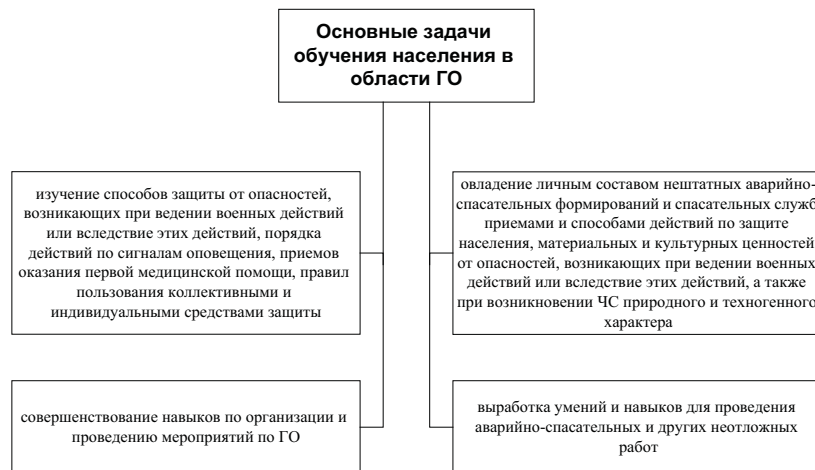 Основные задачи
обучения населения в
области ГО
изучение способов защиты от опасностей,
возникающих при ведении военных действий
или вследствие этих действий, порядка
действий по сигналам оповещения, приемов
оказания первой медицинской помощи, правил
пользования коллективными и
индивидуальными средствами защиты
овладение личным составом нештатных аварийно-
спасательных формирований и спасательных служб
приемами и способами действий по защите
населения, материальных и культурных ценностей
от опасностей, возникающих при ведении военных
действий или вследствие этих действий, а также
при возникновении ЧС природного и техногенного
характера
совершенствование навыков по организации и
проведению мероприятий по ГО
выработка умений и навыков для проведения
аварийно-спасательных и других неотложных
работ